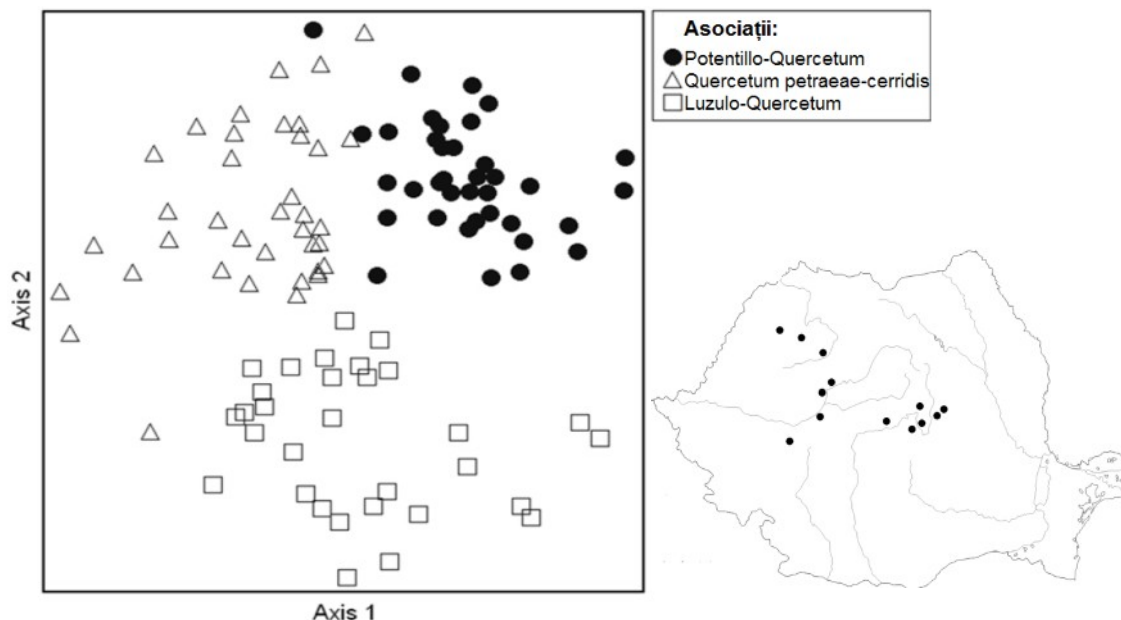 Asociații:
Potentillo-Quercetum
Quercetum petraeae-cerridis
Luzulo-Quercetum
Axis 2
Axis 1